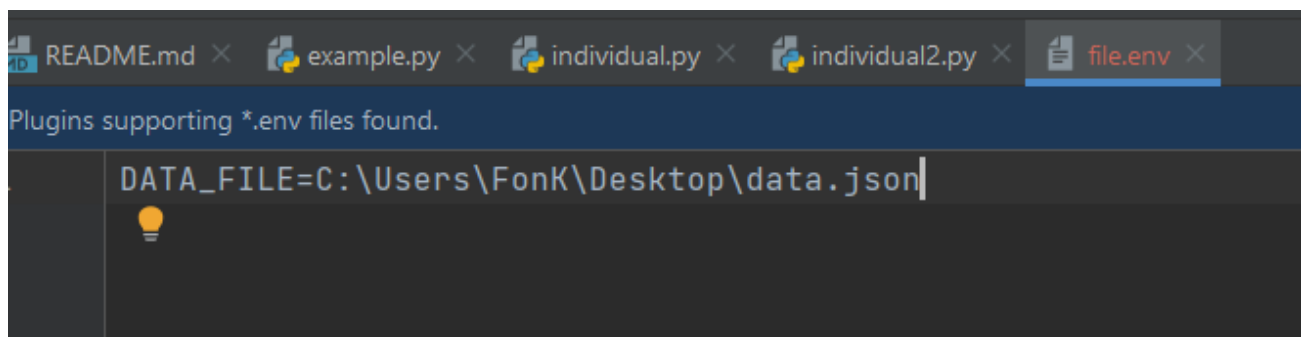 README.md example.py individual.py individual2.py file.env
Plugins supporting *.env files found.
DATA_FILE=C:\Users\FonK\Desktop\data.json